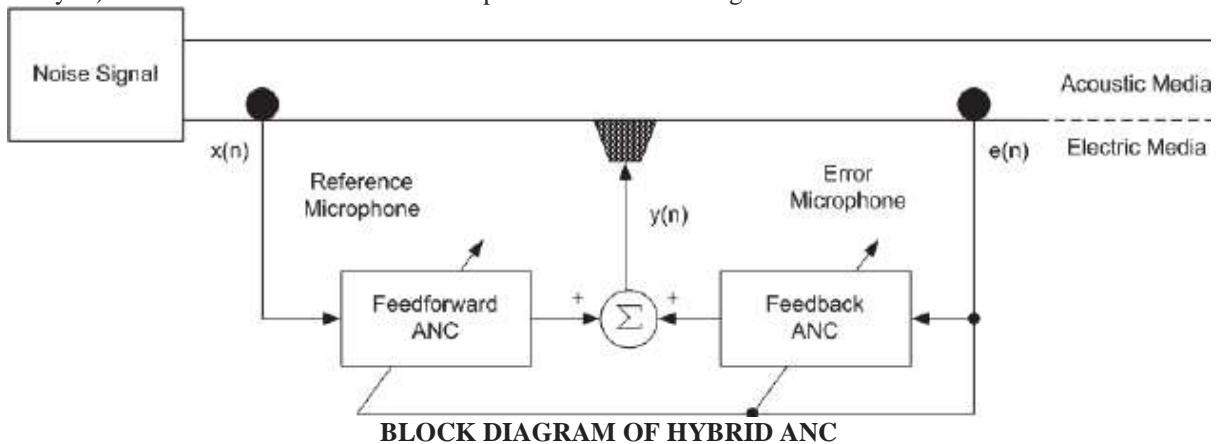 Noise Signal
Acoustic Media
x(n)
e(n)
Electric Media
Reference
Microphone
Error
Microphone
y(n)
Feedforward
ANC
+
Σ
+
Feedback
ANC
BLOCK DIAGRAM OF HYBRID ANC